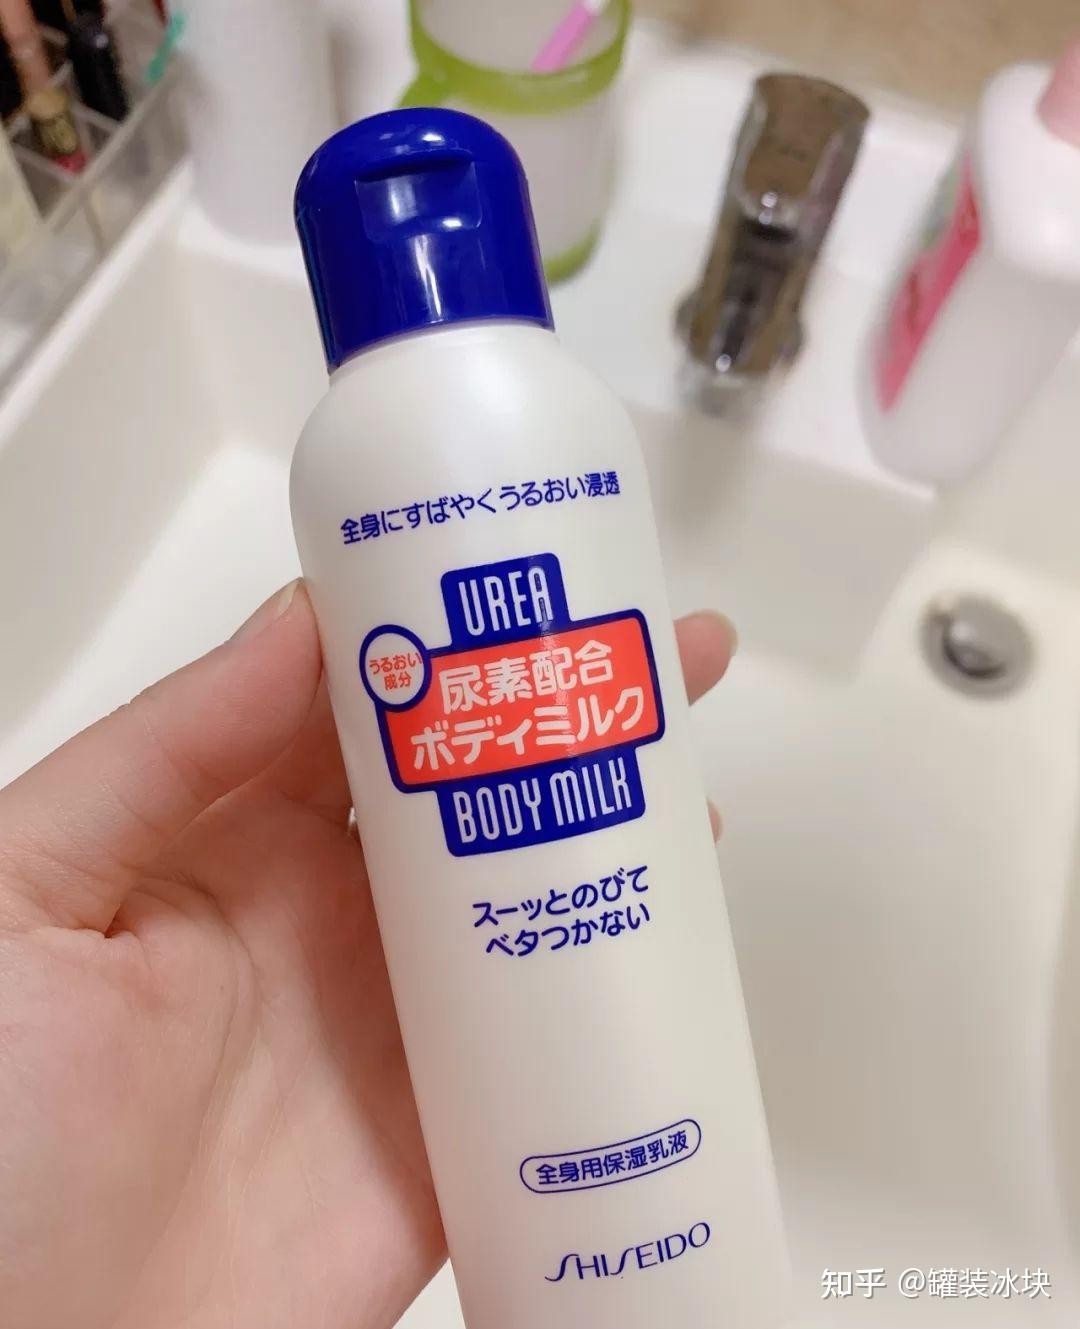 全身にすばやくうるおい浸透
UREA
うるおい
成分
尿素配合
ボディミルク
BODY MILK
スーッとのびて
ベタつかない
全身用保湿乳液
SHISEIDO
知乎 @罐装冰块